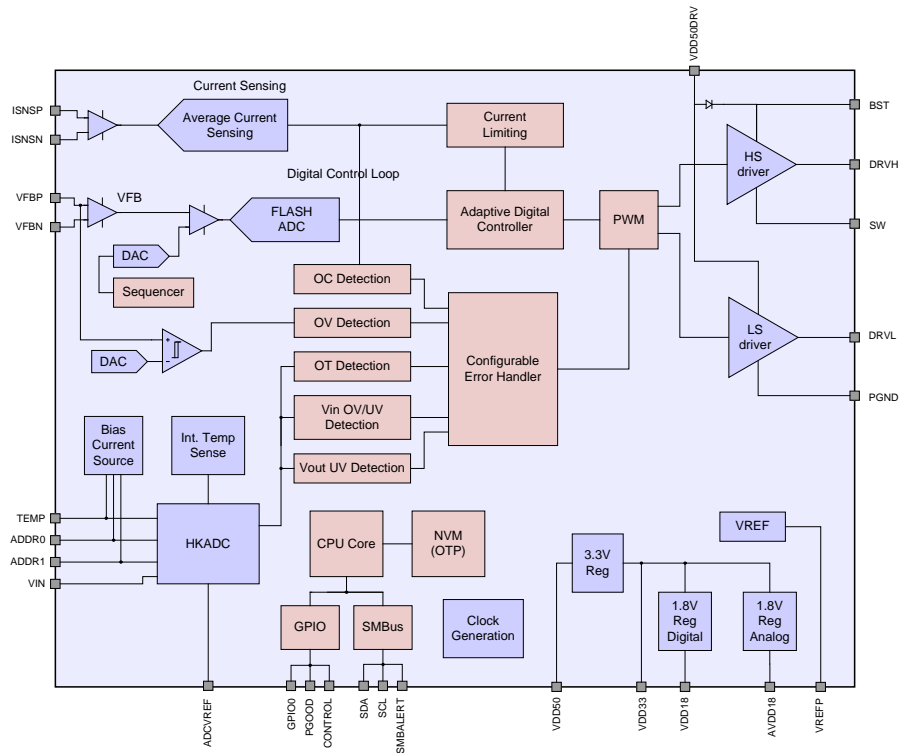 VDD50DRV
Current Sensing
ISNSP
ISNSN
Average Current
Sensing
Current
Limiting
BST
HS
driver
DRVH
SW
Digital Control Loop
VFBP
VFBN
VFB
FLASH
ADC
Adaptive Digital
Controller
PWM
DAC
Sequencer
OC Detection
OV Detection
DAC
OT Detection
Configurable
Error Handler
LS
driver
DRVL
PGND
Vin OV/UV
Detection
Vout UV Detection
Bias
Current
Source
Int. Temp
Sense
TEMP
ADDR0
ADDR1
VIN
HKADC
CPU Core
NVM
(OTP)
VREF
3.3V
Reg
GPIO
SMBus
Clock
Generation
1.8V
Reg
Digital
1.8V
Reg
Analog
ADCVREF
GPIO0
PGOOD
CONTROL
SDA
SCL
SMBALERT
VDD50
VDD33
VDD18
AVDD18
VREFP